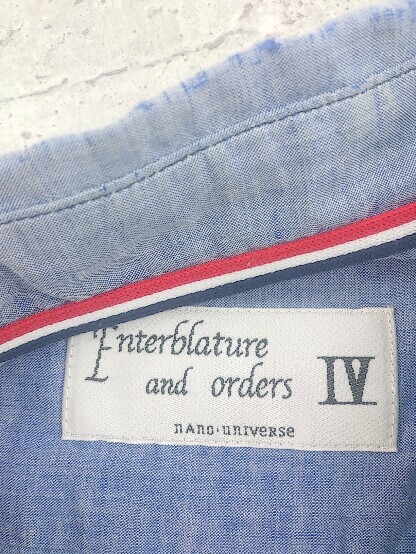 Enterblature
and orders
IV
nano·universe